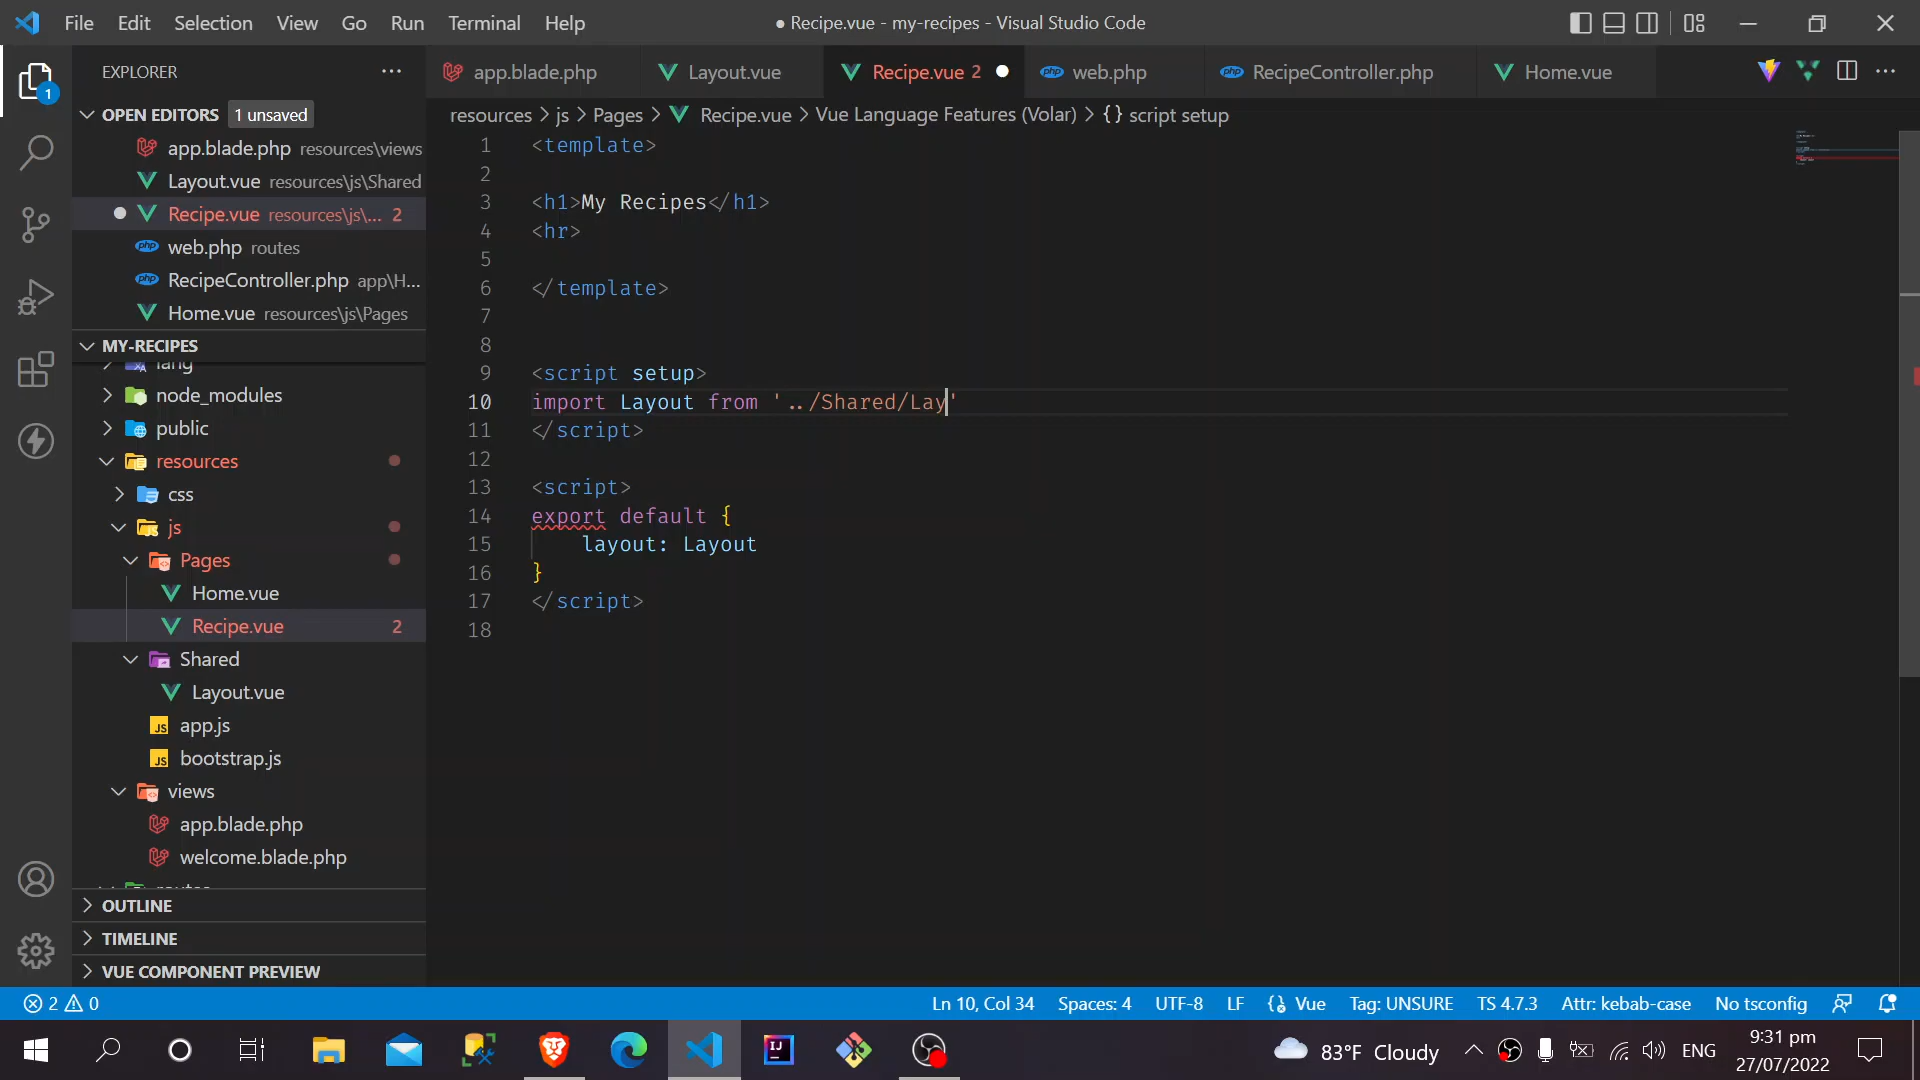 File Edit Selection View Go Run Terminal Help
● Recipe.vue - my-recipes - Visual Studio Code
EXPLORER
OPEN EDITORS 1 unsaved
app.blade.php resources\views
Layout.vue resources\js\Shared
Recipe.vue resources\js\... 2
web.php routes
RecipeController.php app\H...
Home.vue resources\js\Pages
MY-RECIPES
lang
node_modules
public
resources
css
js
Pages
Home.vue
Recipe.vue 2
Shared
Layout.vue
app.js
bootstrap.js
views
app.blade.php
welcome.blade.php
OUTLINE
TIMELINE
VUE COMPONENT PREVIEW
1
app.blade.php Layout.vue Recipe.vue 2 web.php RecipeController.php Home.vue
resources > js > Pages > Recipe.vue > Vue Language Features (Volar) > {} script setup
1 <template>
2
3 <h1>My Recipes</h1>
4 <hr>
5
6 </template>
7
8
9 <script setup>
10 import Layout from '../Shared/Lay'
11 </script>
12
13 <script>
14 export default {
15 layout: Layout
16 }
17 </script>
18
2 0 Ln 10, Col 34 Spaces: 4 UTF-8 LF Vue Tag: UNSURE TS 4.7.3 Attr: kebab-case No tsconfig
83°F Cloudy ENG
9:31 pm
27/07/2022